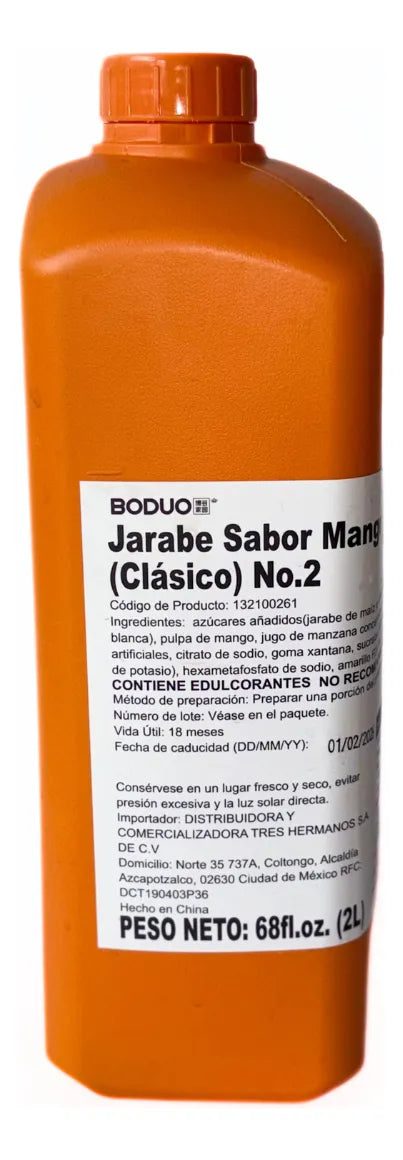 BODUO
Jarabe Sabor Mang
(Clásico) No.2
Código de Producto: 132100261
Ingredientes: azúcares añadidos(jarabe de maíz
blanca), pulpa de mango, jugo de manzana conc
artificiales, citrato de sodio, goma xantana, sucra
de potasio), hexametafosfato de sodio, amarillo
CONTIENE EDULCORANTES NO RECOM
Método de preparación: Preparar una porción de
Número de lote: Véase en el paquete.
Vida Útil: 18 meses
Fecha de caducidad (DD/MM/YY): 01/02/202
Consérvese en un lugar fresco y seco, evitar
presión excesiva y la luz solar directa.
Importador: DISTRIBUIDORA Y
COMERCIALIZADORA TRES HERMANOS S.A
DE C.V
Domicilio: Norte 35 737A, Coltongo, Alcaldía
Azcapotzalco, 02630 Ciudad de México RFC:
DCT190403P36
Hecho en China
PESO NETO: 68fl.oz. (2L)